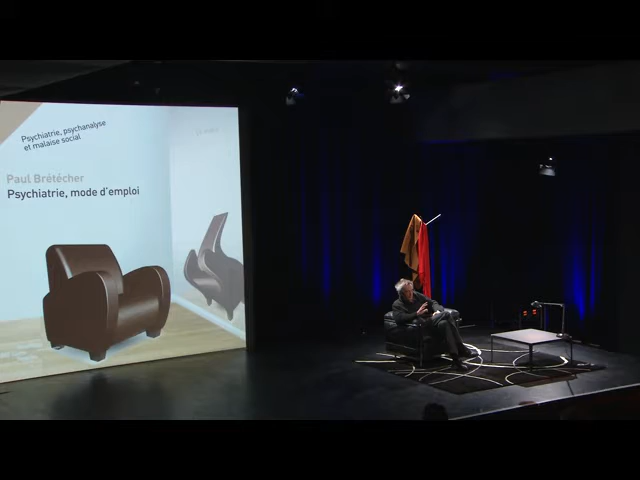 Psychiatrie, psychanalyse
et malaise social
Paul Brétécher
Psychiatrie, mode d'emploi